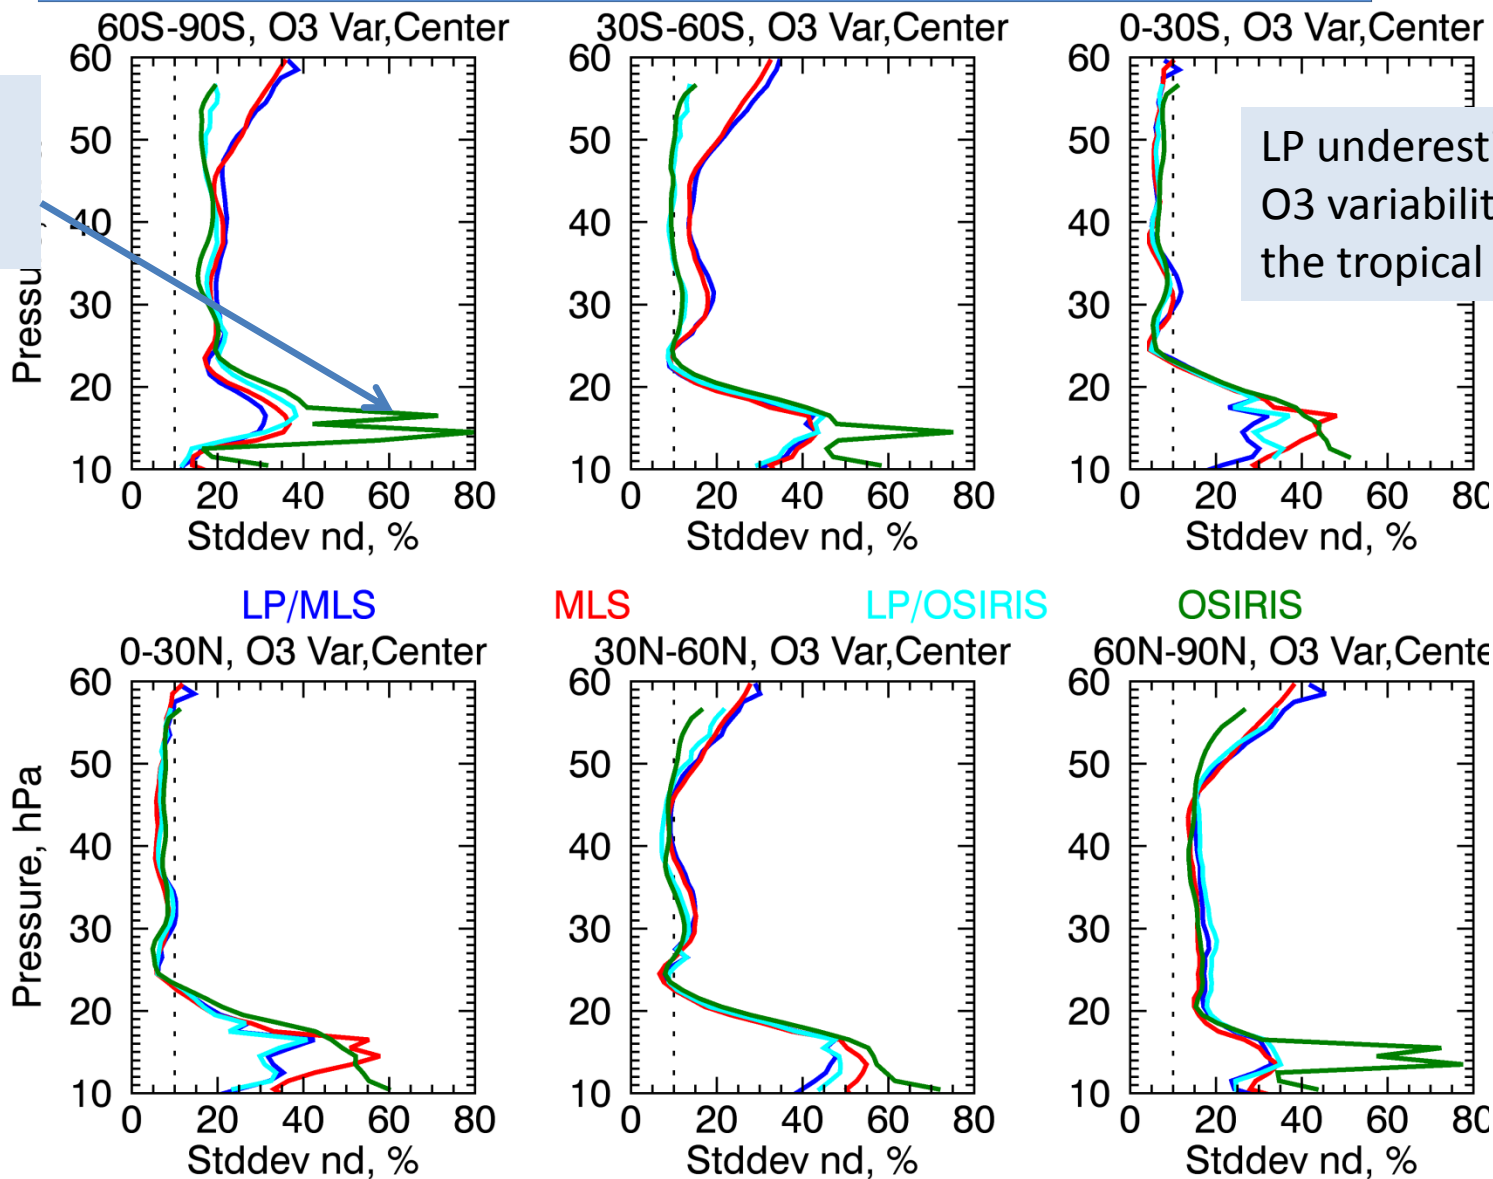 60S-90S, O3 Var,Center
30S-60S, O3 Var,Center
0-30S, O3 Var,Center
60
50
40
30
20
10
0 20 40 60 80
Stddev nd, %
60
50
40
30
20
10
0 20 40 60 80
Stddev nd, %
60
50
40
30
20
10
0 20 40 60 80
Stddev nd, %
LP underesti
O3 variabilit
the tropical
LP/MLS MLS LP/OSIRIS OSIRIS
0-30N, O3 Var,Center
30N-60N, O3 Var,Center
60N-90N, O3 Var,Cente
Pressure, hPa
60
50
40
30
20
10
0 20 40 60 80
Stddev nd, %
60
50
40
30
20
10
0 20 40 60 80
Stddev nd, %
60
50
40
30
20
10
0 20 40 60 80
Stddev nd, %